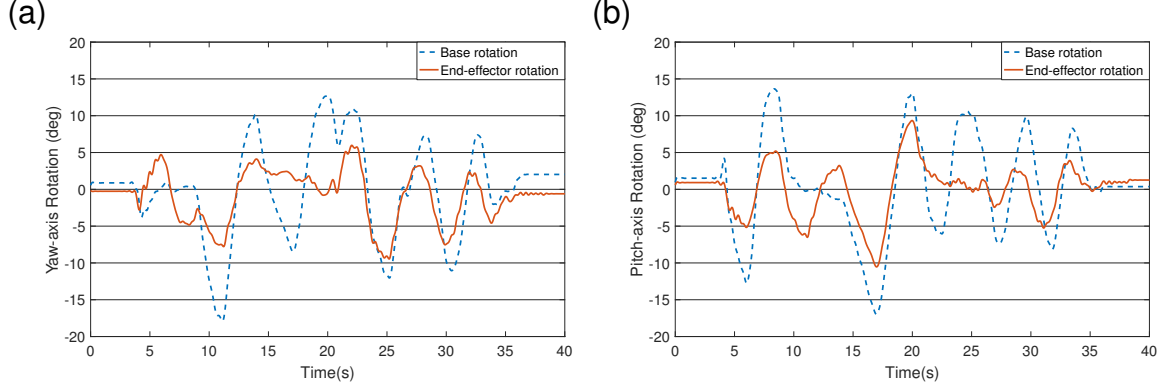 (a)
20
15
10
5
0
-5
-10
-15
-20
Yaw-axis Rotation (deg)
Base rotation
End-effector rotation
0 5 10 15 20 25 30 35 40
Time(s)
(b)
20
15
10
5
0
-5
-10
-15
-20
Pitch-axis Rotation (deg)
Base rotation
End-effector rotation
0 5 10 15 20 25 30 35 40
Time(s)